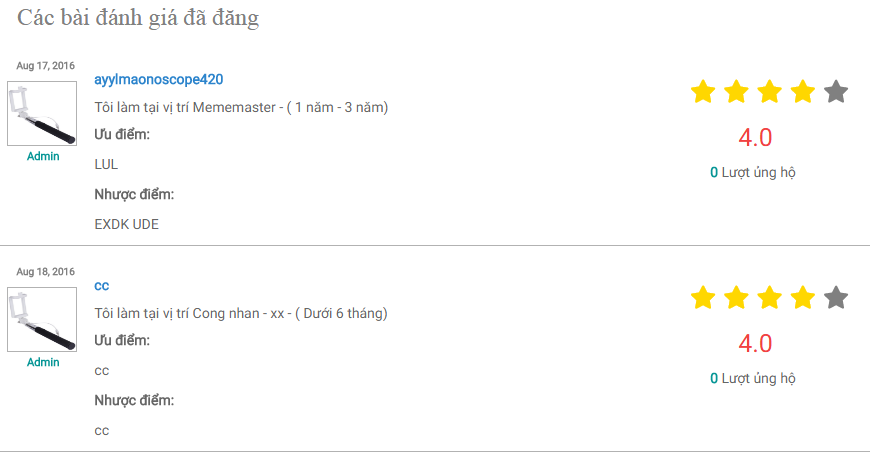 Các bài đánh giá đã đăng
Aug 17, 2016
Admin
ayylmaonoscope420
Tôi làm tại vị trí Mememaster - ( 1 năm - 3 năm)
Ưu điểm:
LUL
Nhược điểm:
EXDK UDE
4.0
0 Lượt ủng hộ
Aug 18, 2016
Admin
cc
Tôi làm tại vị trí Cong nhan - xx - ( Dưới 6 tháng)
Ưu điểm:
cc
Nhược điểm:
cc
4.0
0 Lượt ủng hộ